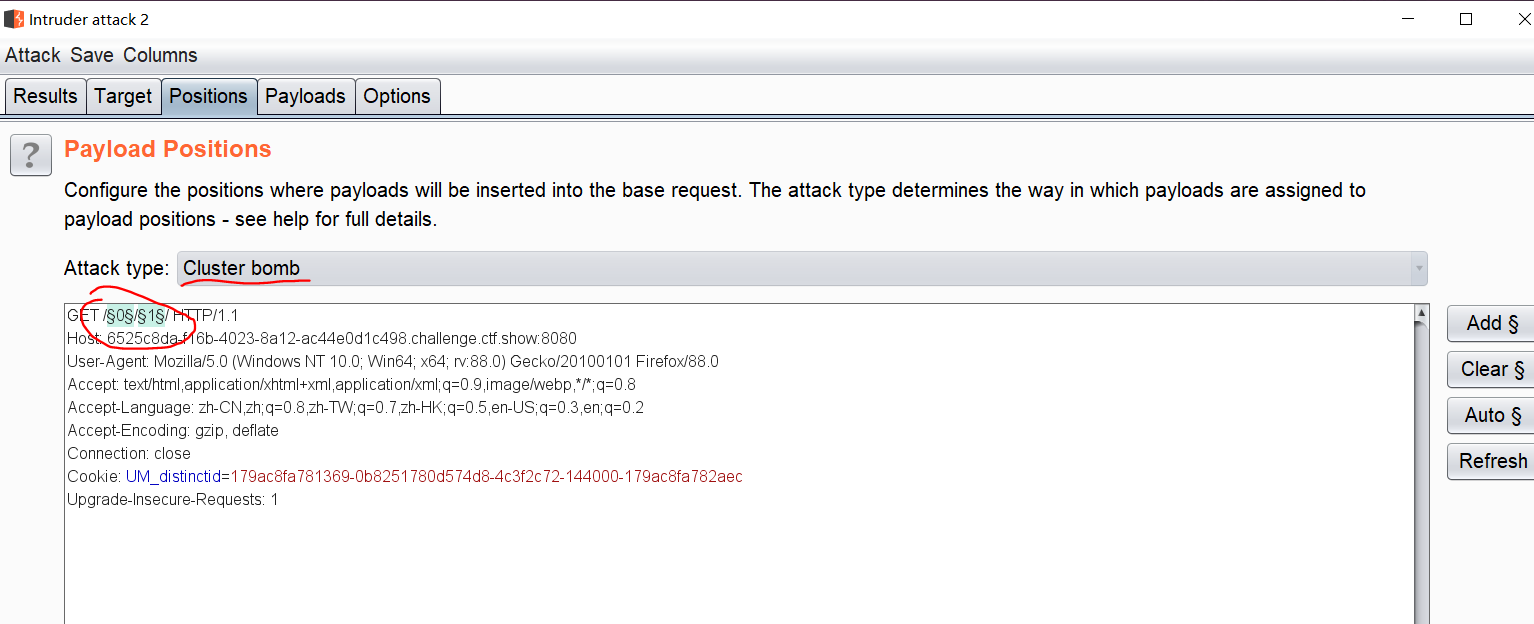 Intruder attack 2
Attack Save Columns
Results Target Positions Payloads Options
? Payload Positions
Configure the positions where payloads will be inserted into the base request. The attack type determines the way in which payloads are assigned to
payload positions - see help for full details.
Attack type: Cluster bomb
GET /§0§/§1§/ HTTP/1.1
Host: 6525c8da-f16b-4023-8a12-ac44e0d1c498.challenge.ctf.show:8080
User-Agent: Mozilla/5.0 (Windows NT 10.0; Win64; x64; rv:88.0) Gecko/20100101 Firefox/88.0
Accept: text/html,application/xhtml+xml,application/xml;q=0.9,image/webp,*/*;q=0.8
Accept-Language: zh-CN,zh;q=0.8,zh-TW;q=0.7,zh-HK;q=0.5,en-US;q=0.3,en;q=0.2
Accept-Encoding: gzip, deflate
Connection: close
Cookie: UM_distinctid=179ac8fa781369-0b8251780d574d8-4c3f2c72-144000-179ac8fa782aec
Upgrade-Insecure-Requests: 1
Add §
Clear §
Auto §
Refresh